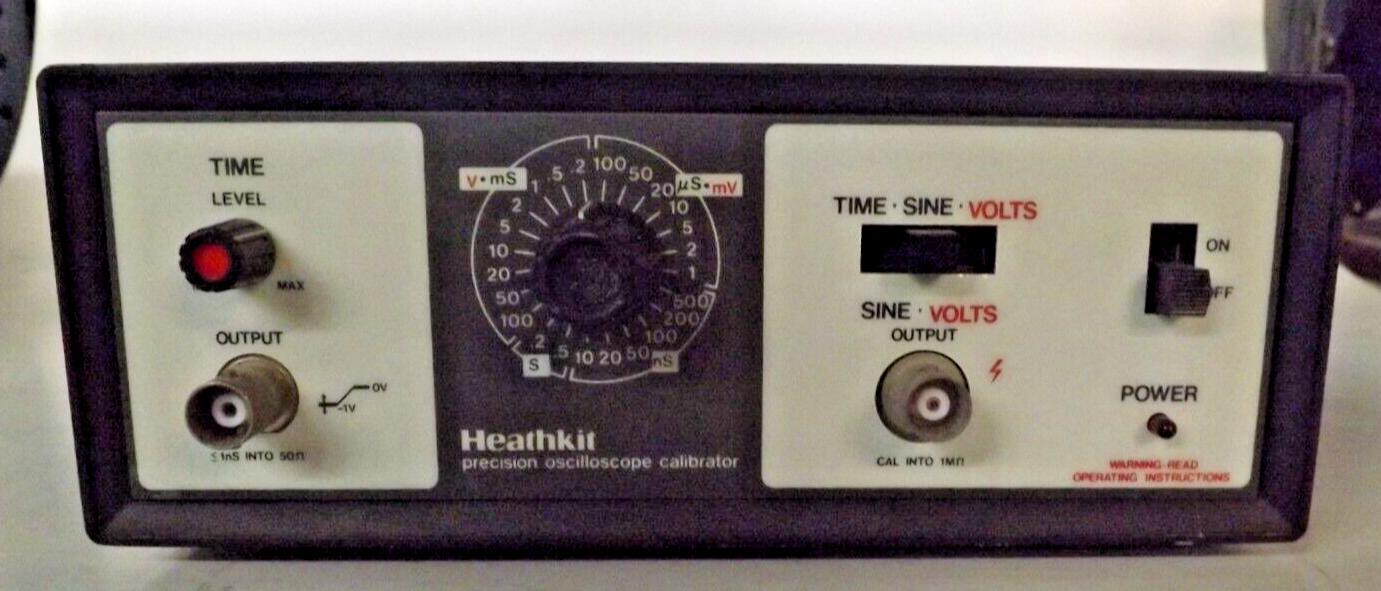 TIME
LEVEL
MAX
OUTPUT
0V
-1V
≤1nS INTO 50Ω
V·mS
µS·mV
.2 100 50 20 10 5 2 1
500 200 100 50 20 10
.5 .2
100 50 20 10 5 2 1 .5
S
nS
Heathkit
precision oscilloscope calibrator
TIME · SINE · VOLTS
SINE · VOLTS
OUTPUT
CAL INTO 1MΩ
ON
OFF
POWER
WARNING-READ
OPERATING INSTRUCTIONS